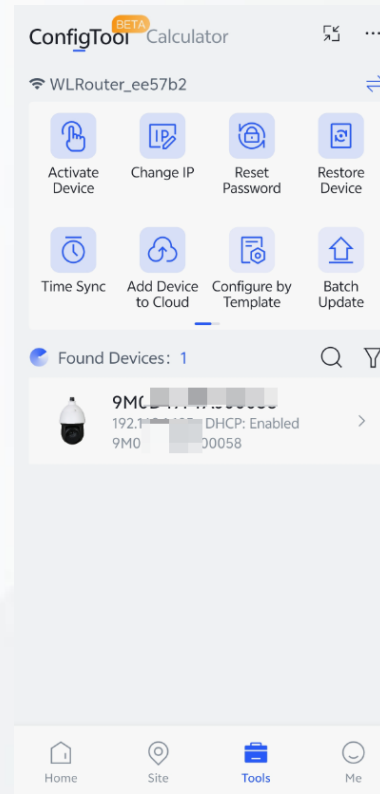 BETA
ConfigTool Calculator
WLRouter_ee57b2
Activate Device
Change IP
Reset Password
Restore Device
Time Sync
Add Device to Cloud
Configure by Template
Batch Update
Found Devices: 1
DHCP: Enabled
Home
Site
Tools
Me